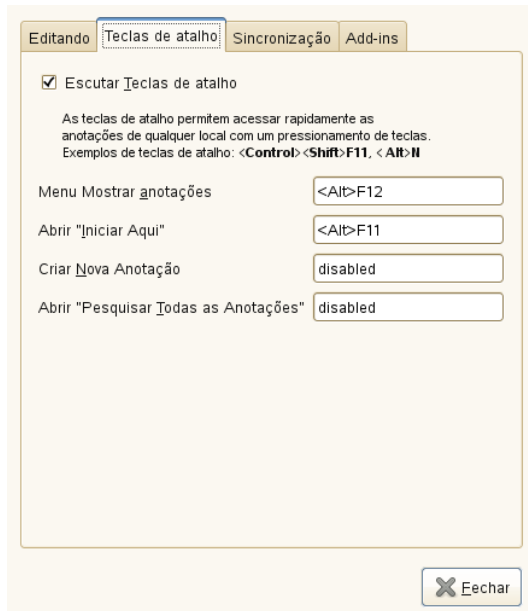 Editando Teclas de atalho Sincronização Add-ins
Escutar Teclas de atalho
As teclas de atalho permitem acessar rapidamente as
anotações de qualquer local com um pressionamento de teclas.
Exemplos de teclas de atalho: <Control><Shift>F11, <Alt>N
Menu Mostrar anotações <Alt>F12
Abrir "Iniciar Aqui" <Alt>F11
Criar Nova Anotação disabled
Abrir "Pesquisar Todas as Anotações" disabled
Fechar